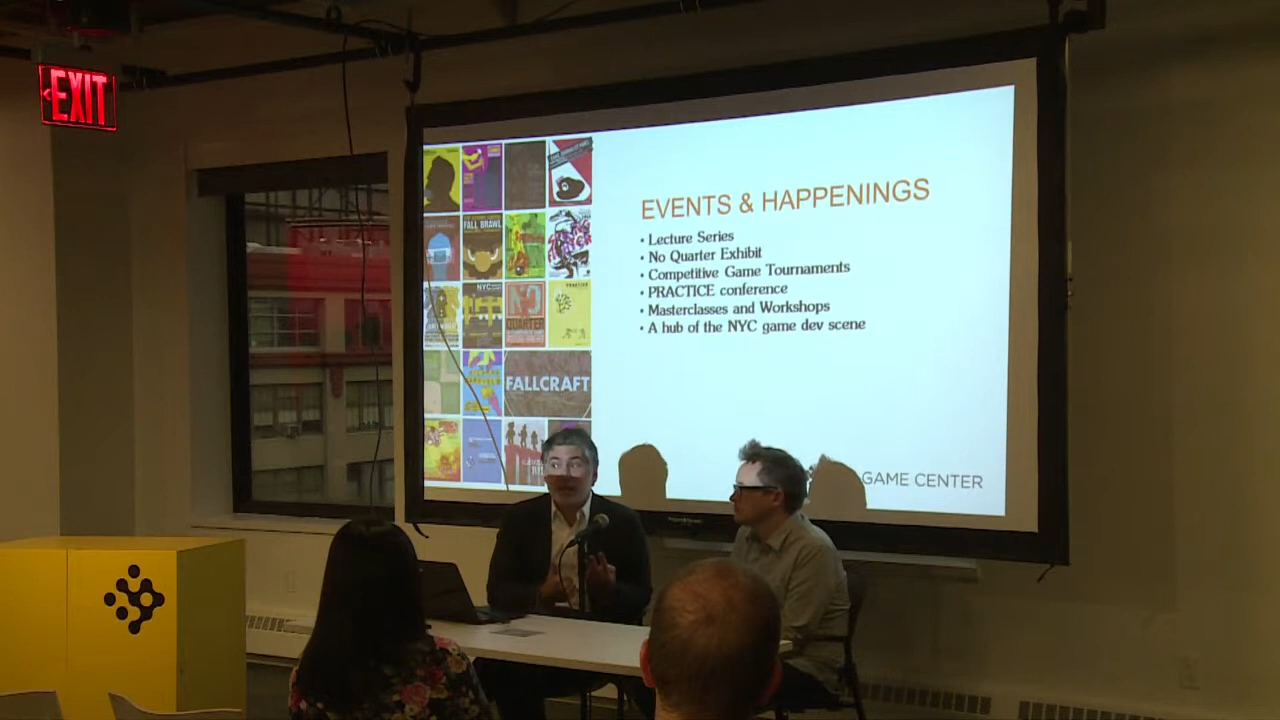 EXIT
EVENTS & HAPPENINGS
• Lecture Series
• No Quarter Exhibit
• Competitive Game Tournaments
• PRACTICE conference
• Masterclasses and Workshops
• A hub of the NYC game dev scene
FALL BRAWL
NYC
NO
QUARTER
PRACTICE
FALLCRAFT
GAME CENTER